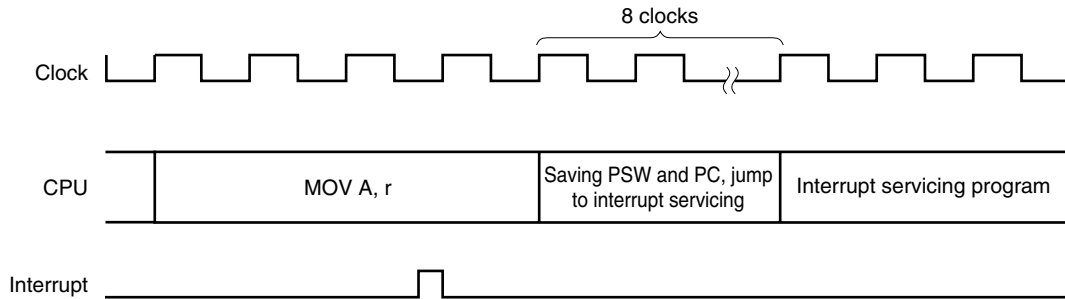 8 clocks
Clock
CPU
MOV A, r
Saving PSW and PC, jump
to interrupt servicing
Interrupt servicing program
Interrupt